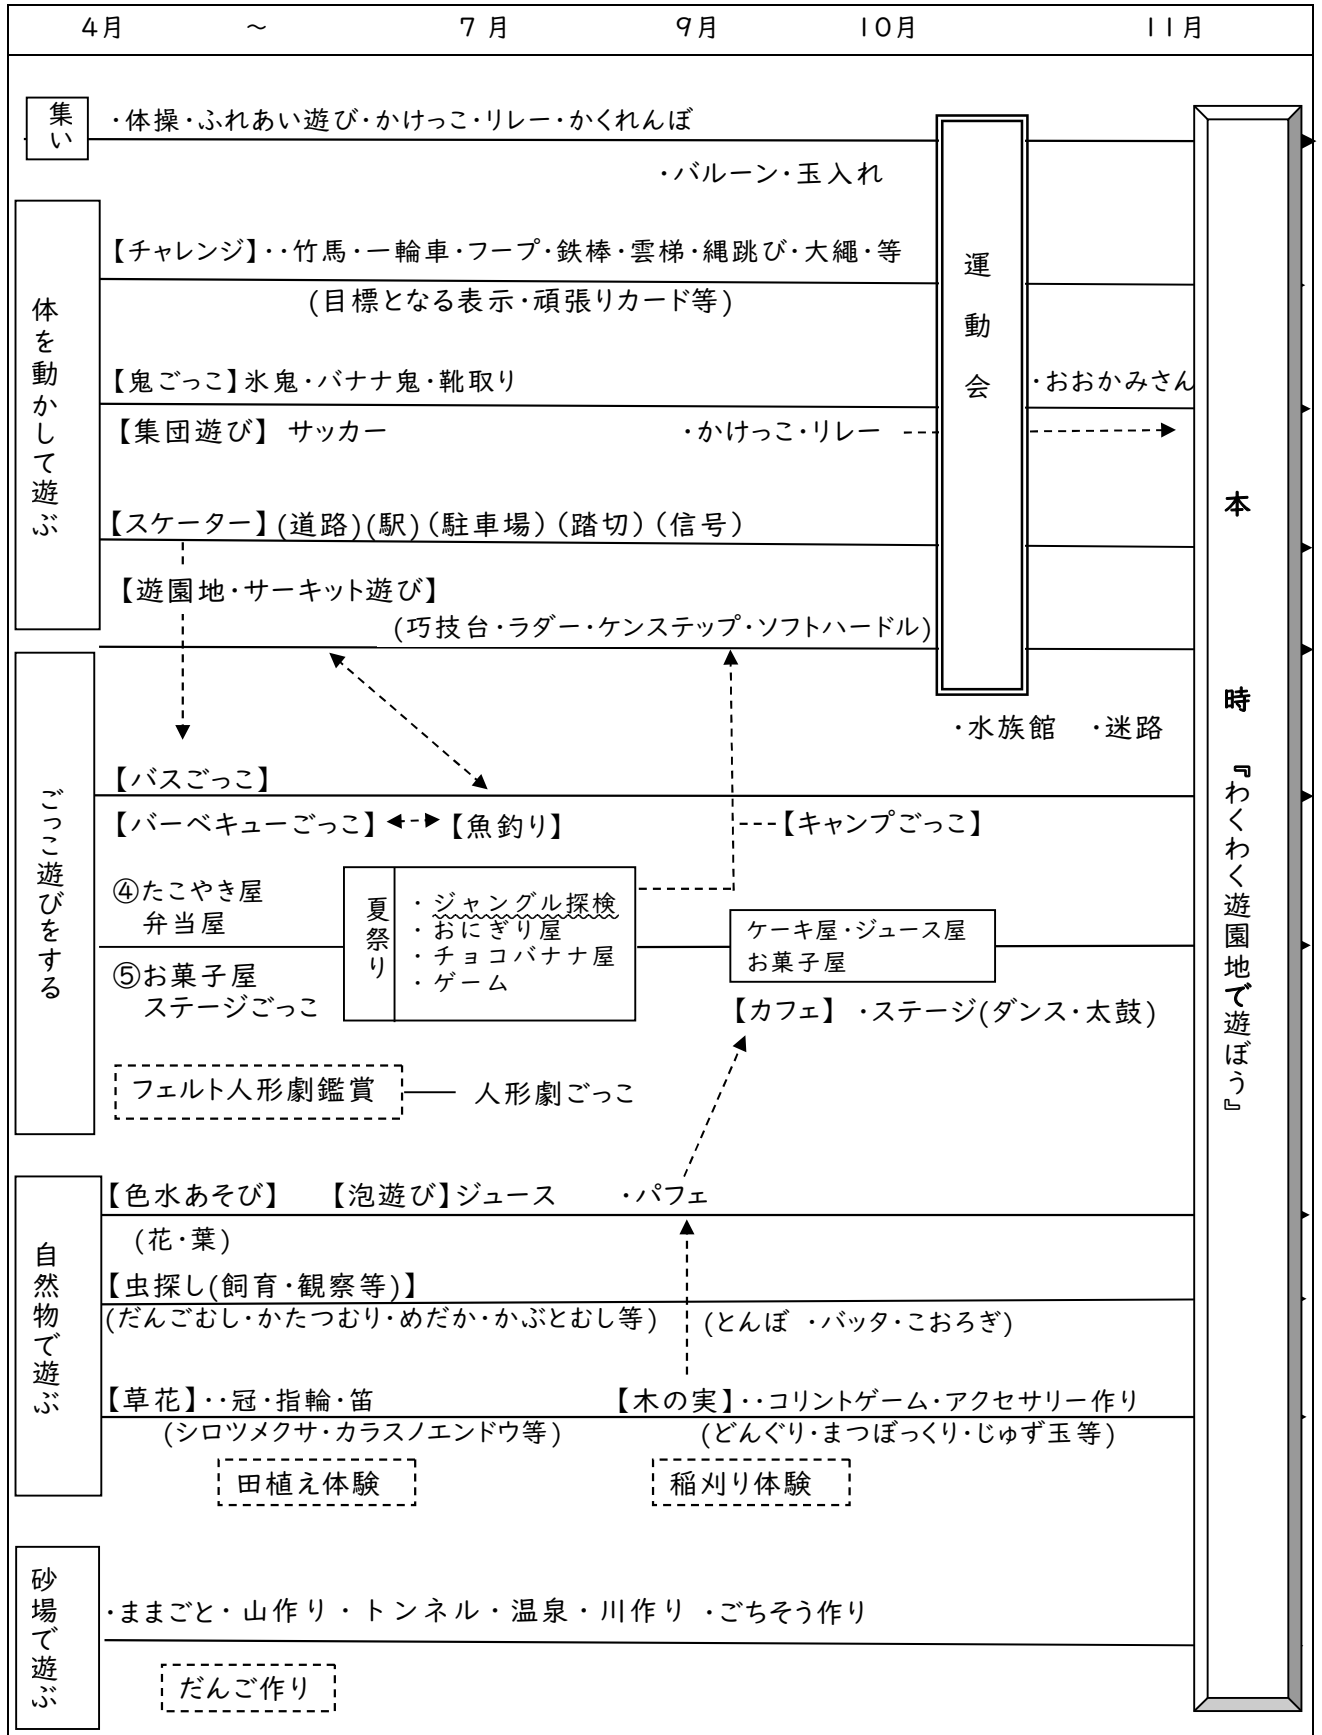 4月 ～ 7月 9月 10月 11月
集い
・体操・ふれあい遊び・かけっこ・リレー・かくれんぼ
・バルーン・玉入れ
運動会
体を動かして遊ぶ
【チャレンジ】・・竹馬・一輪車・フープ・鉄棒・雲梯・縄跳び・大繩・等
(目標となる表示・頑張りカード等)
【鬼ごっこ】氷鬼・バナナ鬼・靴取り
・おおかみさん
【集団遊び】 サッカー
・かけっこ・リレー
【スケーター】(道路)(駅)(駐車場)(踏切)(信号)
【遊園地・サーキット遊び】
(巧技台・ラダー・ケンステップ・ソフトハードル)
・水族館 ・迷路
ごっこ遊びをする
【バスごっこ】
【バーベキューごっこ】
【魚釣り】
【キャンプごっこ】
④たこやき屋
弁当屋
⑤お菓子屋
ステージごっこ
夏祭り
・ジャングル探検
・おにぎり屋
・チョコバナナ屋
・ゲーム
ケーキ屋・ジュース屋
お菓子屋
【カフェ】 ・ステージ(ダンス・太鼓)
フェルト人形劇鑑賞
人形劇ごっこ
自然物で遊ぶ
【色水あそび】 【泡遊び】ジュース ・パフェ
(花・葉)
【虫探し(飼育・観察等)】
(だんごむし・かたつむり・めだか・かぶとむし等)
(とんぼ ・バッタ・こおろぎ)
【草花】・・冠・指輪・笛
【木の実】・・コリントゲーム・アクセサリー作り
(シロツメクサ・カラスノエンドウ等)
(どんぐり・まつぼっくり・じゅず玉等)
田植え体験
稲刈り体験
砂場で遊ぶ
・ままごと・山作り・トンネル・温泉・川作り ・ごちそう作り
だんご作り
本 時 『わくわく遊園地で遊ぼう』